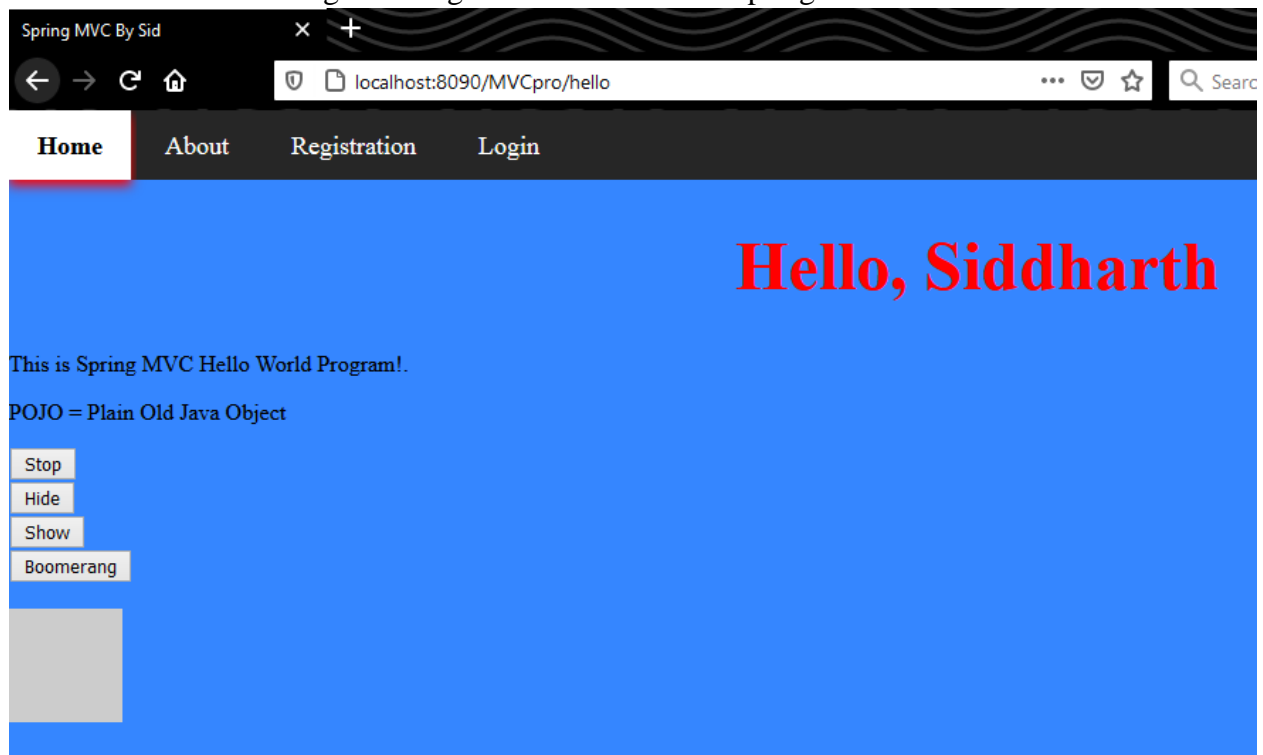 Spring MVC By Sid
localhost:8090/MVCpro/hello
Home About Registration Login
Hello, Siddharth
This is Spring MVC Hello World Program!.
POJO = Plain Old Java Object
Stop
Hide
Show
Boomerang